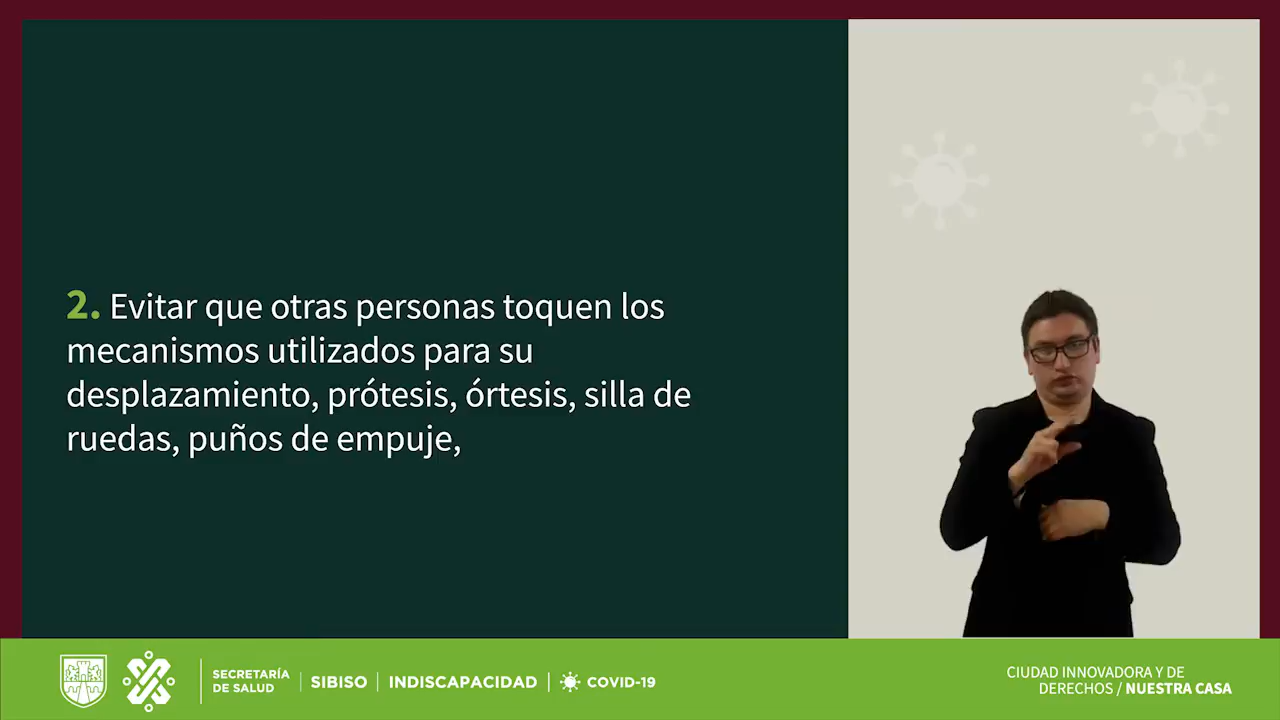 2. Evitar que otras personas toquen los
mecanismos utilizados para su
desplazamiento, prótesis, órtesis, silla de
ruedas, puños de empuje,
SECRETARÍA
DE SALUD
SIBISO
INDISCAPACIDAD
COVID-19
CIUDAD INNOVADORA Y DE
DERECHOS / NUESTRA CASA